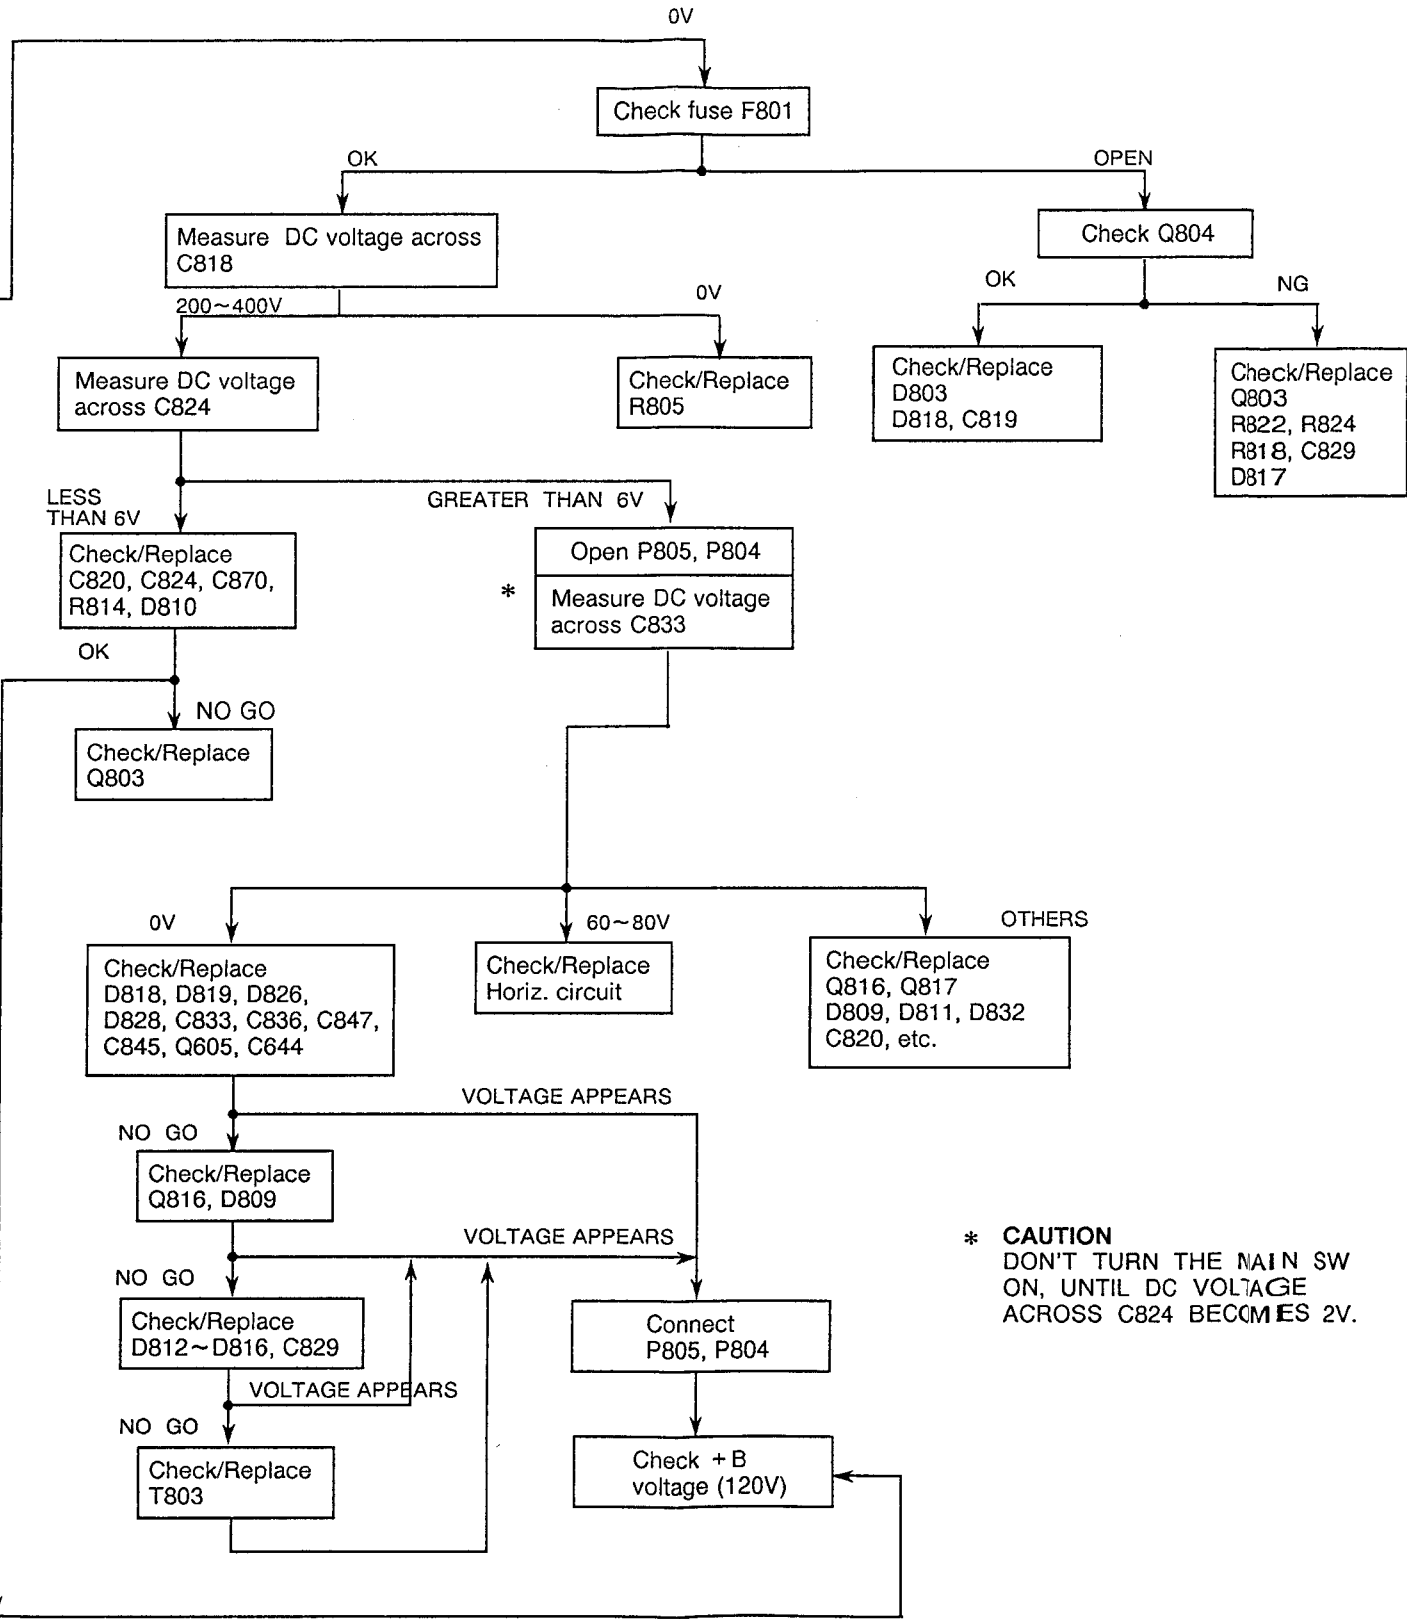 0V
Check fuse F801
OK
OPEN
Measure DC voltage across
C818
Check Q804
200~400V
0V
OK
NG
Measure DC voltage
across C824
Check/Replace
R805
Check/Replace
D803
D818, C819
Check/Replace
Q803
R822, R824
R818, C829
D817
LESS
THAN 6V
GREATER THAN 6V
Check/Replace
C820, C824, C870,
R814, D810
Open P805, P804
*
Measure DC voltage
across C833
OK
NO GO
Check/Replace
Q803
0V
60~80V
OTHERS
Check/Replace
D818, D819, D826,
D828, C833, C836, C847,
C845, Q605, C644
Check/Replace
Horiz. circuit
Check/Replace
Q816, Q817
D809, D811, D832
C820, etc.
VOLTAGE APPEARS
NO GO
Check/Replace
Q816, D809
VOLTAGE APPEARS
NO GO
Check/Replace
D812~D816, C829
Connect
P805, P804
VOLTAGE APPEARS
NO GO
Check/Replace
T803
Check +B
voltage (120V)
* CAUTION
DON'T TURN THE MAIN SW
ON, UNTIL DC VOLTAGE
ACROSS C824 BECOMES 2V.